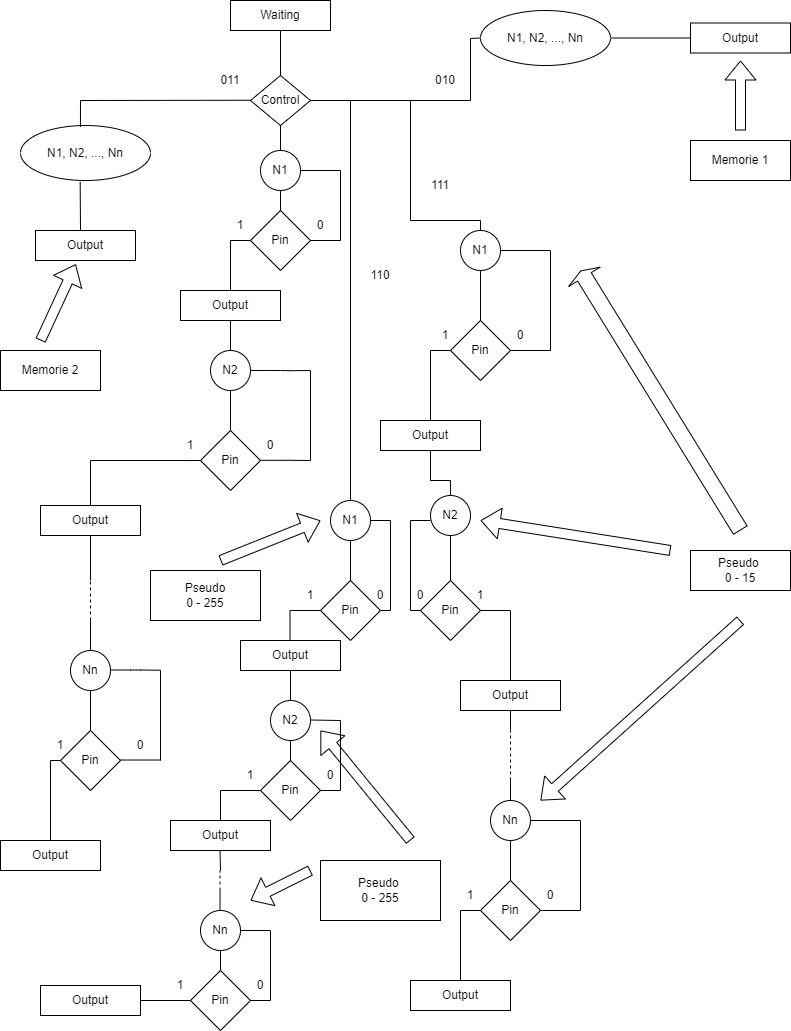 Waiting
N1, N2, ..., Nn
Output
011
010
Control
N1, N2, ..., Nn
Memorie 1
N1
111
1
0
Pin
Output
N1
110
Output
1
0
Pin
Memorie 2
N2
Output
1
0
Pin
Output
N1
N2
Pseudo
0 - 15
Pseudo
0 - 255
1
0
0
1
Pin
Pin
Output
Nn
Output
N2
1
0
Pin
1
0
Pin
Nn
Output
Output
Pseudo
0 - 255
1
0
Pin
Nn
1
0
Pin
Output
Output